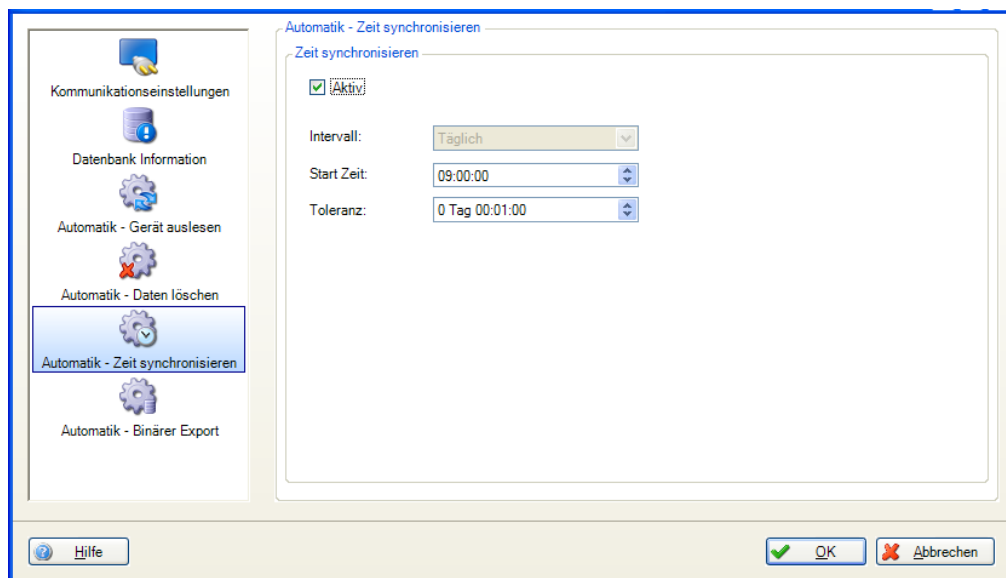 Kommunikationseinstellungen
Datenbank Information
Automatik - Gerät auslesen
Automatik - Daten löschen
Automatik - Zeit synchronisieren
Automatik - Binärer Export
Automatik - Zeit synchronisieren
Zeit synchronisieren
Aktiv
Intervall: Täglich
Start Zeit: 09:00:00
Toleranz: 0 Tag 00:01:00
Hilfe OK Abbrechen